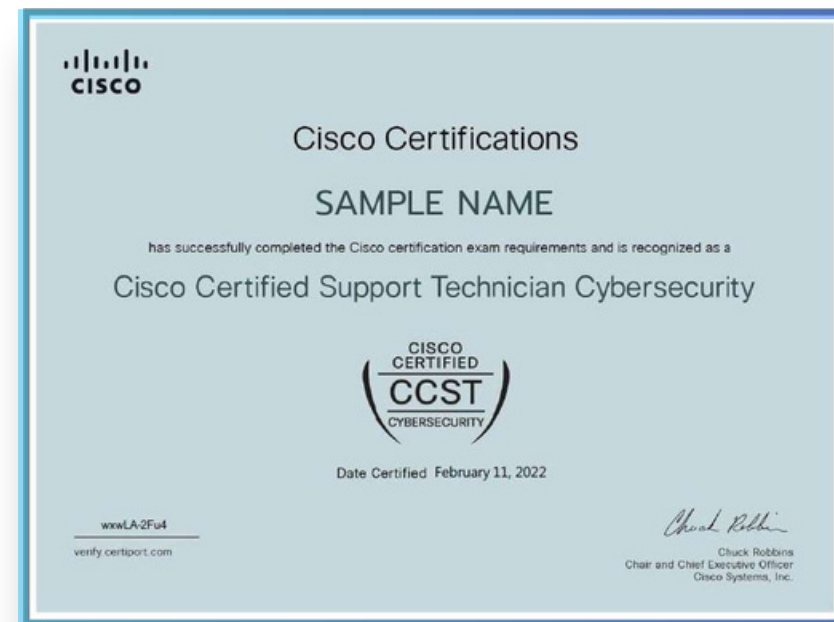 CISCO
Cisco Certifications
SAMPLE NAME
has successfully completed the Cisco certification exam requirements and is recognized as a
Cisco Certified Support Technician Cybersecurity
CISCO
CERTIFIED
CCST
CYBERSECURITY
Date Certified February 11, 2022
wxwLA-2Fu4
verify.certiport.com
Chuck Robbins
Chuck Robbins
Chair and Chief Executive Officer
Cisco Systems, Inc.